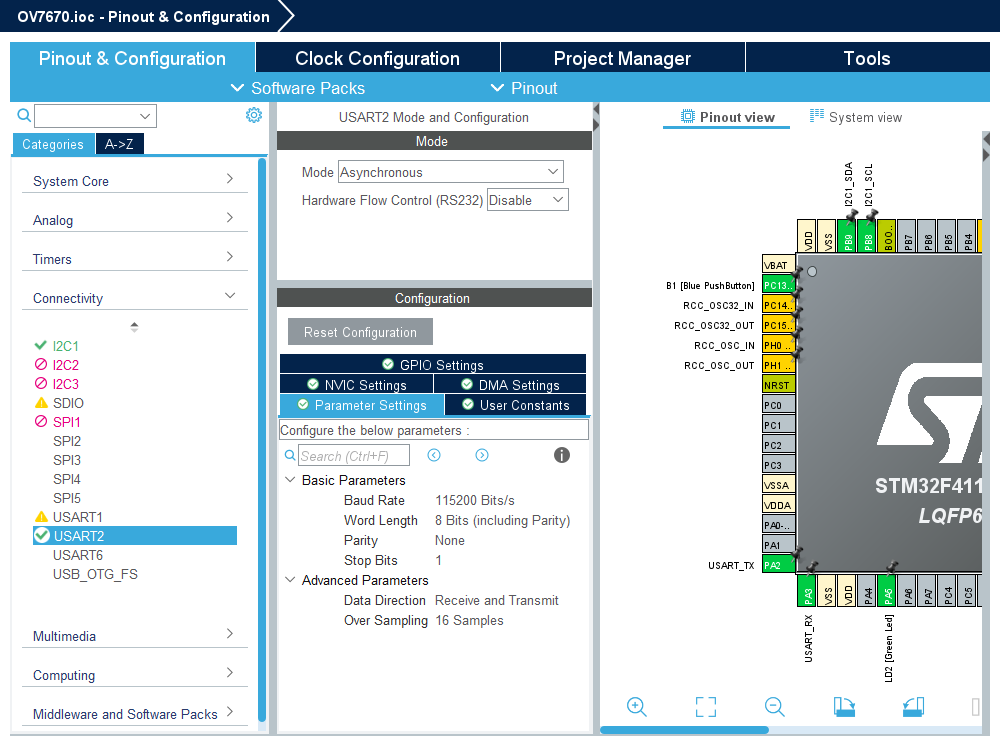 OV7670.ioc - Pinout & Configuration
Pinout & Configuration
Clock Configuration
Project Manager
Tools
Software Packs
Pinout
Categories
A->Z
System Core
Analog
Timers
Connectivity
I2C1
I2C2
I2C3
SDIO
SPI1
SPI2
SPI3
SPI4
SPI5
USART1
USART2
USART6
USB_OTG_FS
Multimedia
Computing
Middleware and Software Packs
USART2 Mode and Configuration
Mode
Mode Asynchronous
Hardware Flow Control (RS232) Disable
Configuration
Reset Configuration
GPIO Settings
NVIC Settings
DMA Settings
Parameter Settings
User Constants
Configure the below parameters :
Search (Ctrl+F)
Basic Parameters
Baud Rate 115200 Bits/s
Word Length 8 Bits (including Parity)
Parity None
Stop Bits 1
Advanced Parameters
Data Direction Receive and Transmit
Over Sampling 16 Samples
Pinout view
System view
I2C1_SDA
I2C1_SCL
VDD
VSS
PB9
PB8
BOO..
PB7
PB6
PB5
PB4
VBAT
B1 [Blue PushButton] PC13..
RCC_OSC32_IN PC14..
RCC_OSC32_OUT PC15..
RCC_OSC_IN PH0 ..
RCC_OSC_OUT PH1 ..
NRST
PC0
PC1
PC2
PC3
VSSA
VDDA
PA0-..
PA1
USART_TX PA2
STM32F411
LQFP6
PA3
VSS
VDD
PA4
PA5
PA6
PA7
PC4
PC5
USART_RX
LD2 [Green Led]